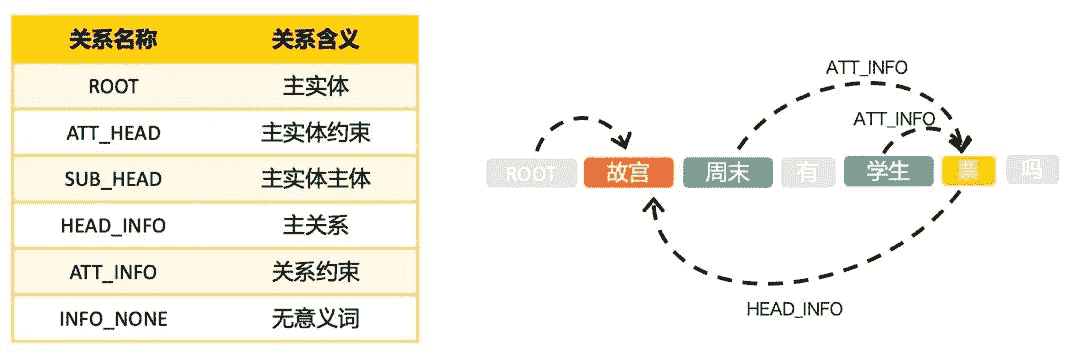 关系名称 关系含义
ROOT 主实体
ATT_HEAD 主实体约束
SUB_HEAD 主实体主体
HEAD_INFO 主关系
ATT_INFO 关系约束
INFO_NONE 无意义词
ATT_INFO
ATT_INFO
ROOT 故宫 周末 有 学生 票 吗
HEAD_INFO